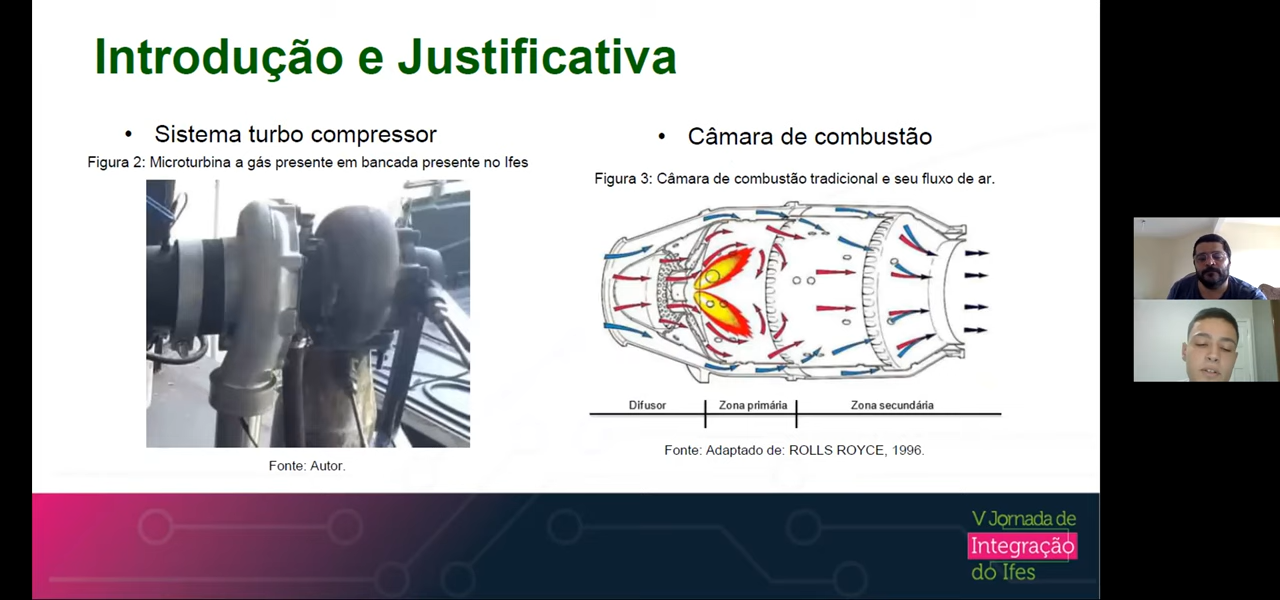 Introdução e Justificativa
• Sistema turbo compressor
Figura 2: Microturbina a gás presente em bancada presente no Ifes
Fonte: Autor.
• Câmara de combustão
Figura 3: Câmara de combustão tradicional e seu fluxo de ar.
Difusor Zona primária Zona secundária
Fonte: Adaptado de: ROLLS ROYCE, 1996.
V Jornada de
Integração
do Ifes